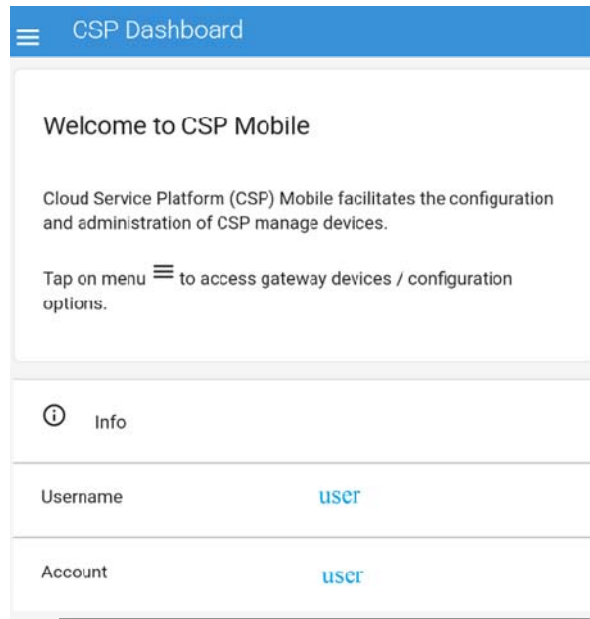 CSP Dashboard
Welcome to CSP Mobile
Cloud Service Platform (CSP) Mobile facilitates the configuration
and administration of CSP manage devices.
Tap on menu ≡ to access gateway devices / configuration
options.
Info
Username user
Account user